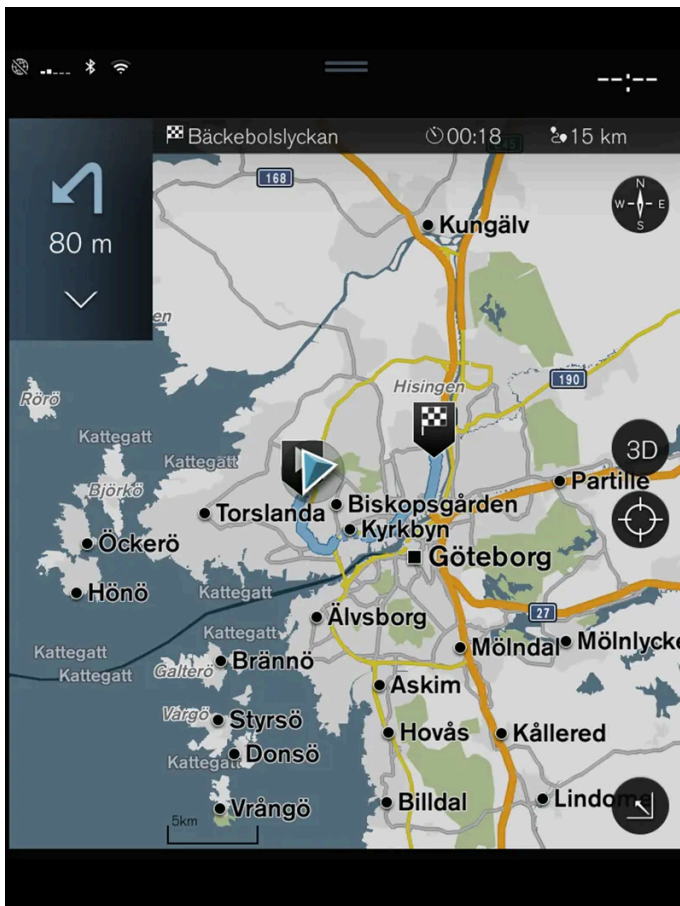 --:--
Bäckebolslyckan 00:18 15 km
80 m
168
N
W E
S
Kungälv
en
190
Hisingen
Rörö
Kattegatt
Kattegatt
3D
Björkö
Partille
Torslanda
Biskopsgården
Kyrkbyn
Öckerö
Göteborg
Hönö
Kattegatt
27
Älvsborg
Kattegatt
Kattegatt
Mölndal
Mölnlycke
Galterö
Brännö
Kattegatt
Askim
Vargö
Styrsö
Hovås
Kållered
Donsö
Kattegatt
Vrångö
Billdal
Lindome
5km